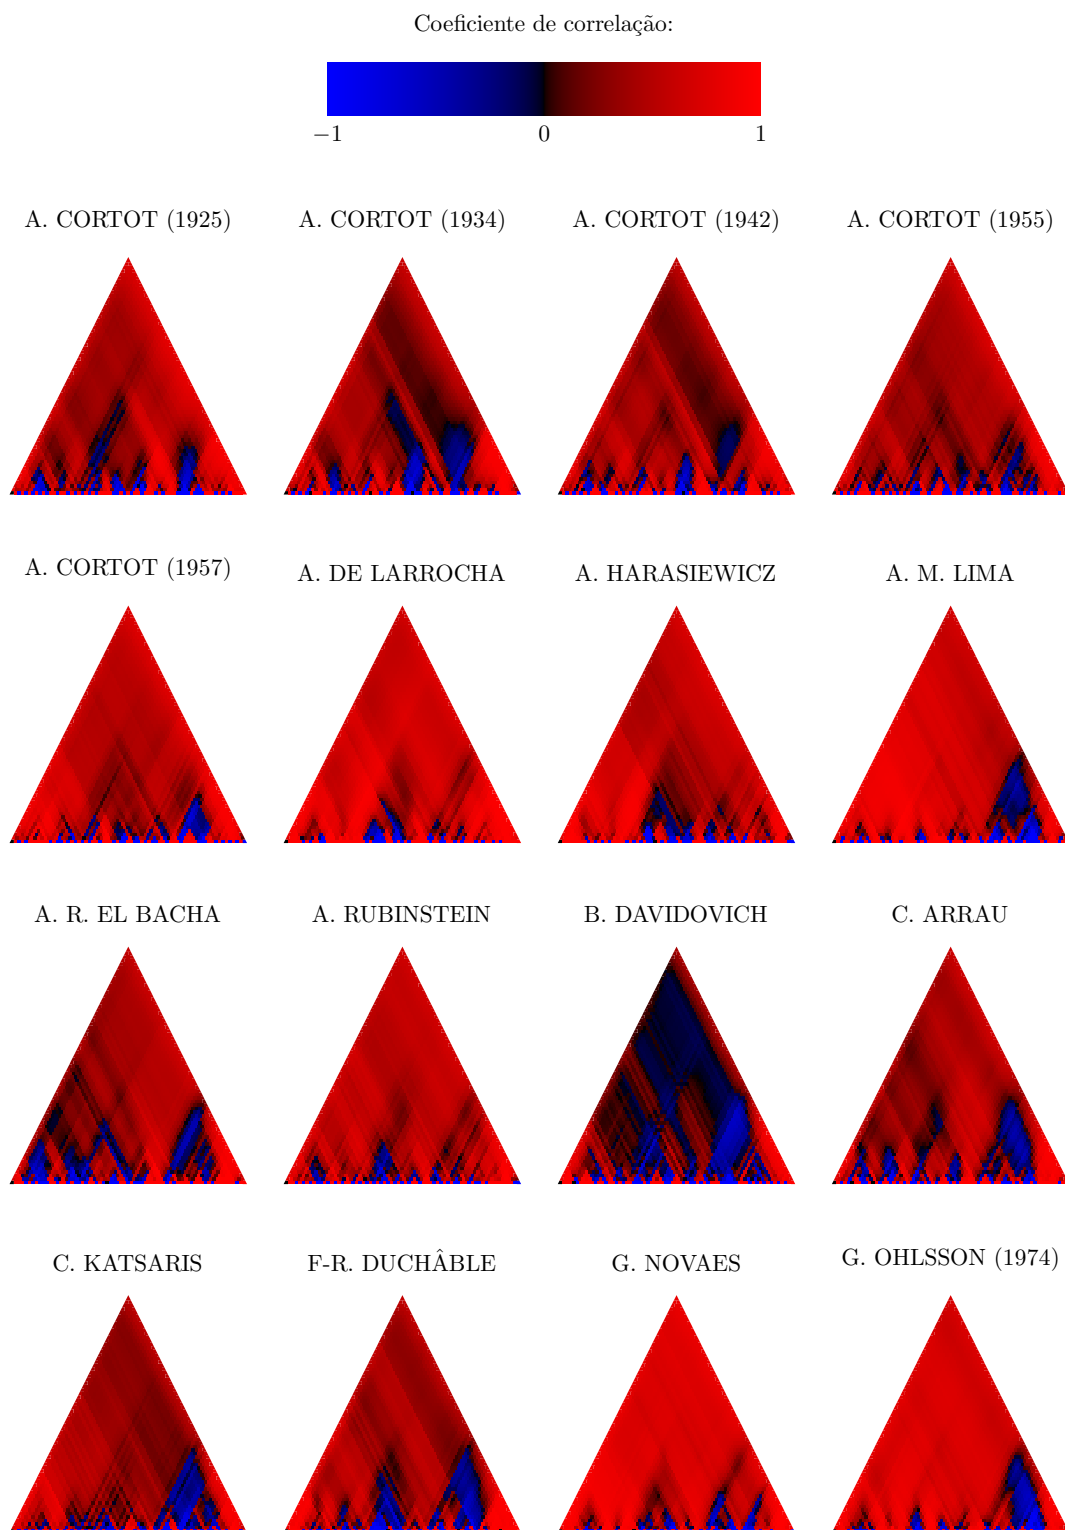 Coeficiente de correlação:
−1 0 1
A. CORTOT (1925) A. CORTOT (1934) A. CORTOT (1942) A. CORTOT (1955)
A. CORTOT (1957) A. DE LARROCHA A. HARASIEWICZ A. M. LIMA
A. R. EL BACHA A. RUBINSTEIN B. DAVIDOVICH C. ARRAU
C. KATSARIS F-R. DUCHÂBLE G. NOVAES G. OHLSSON (1974)